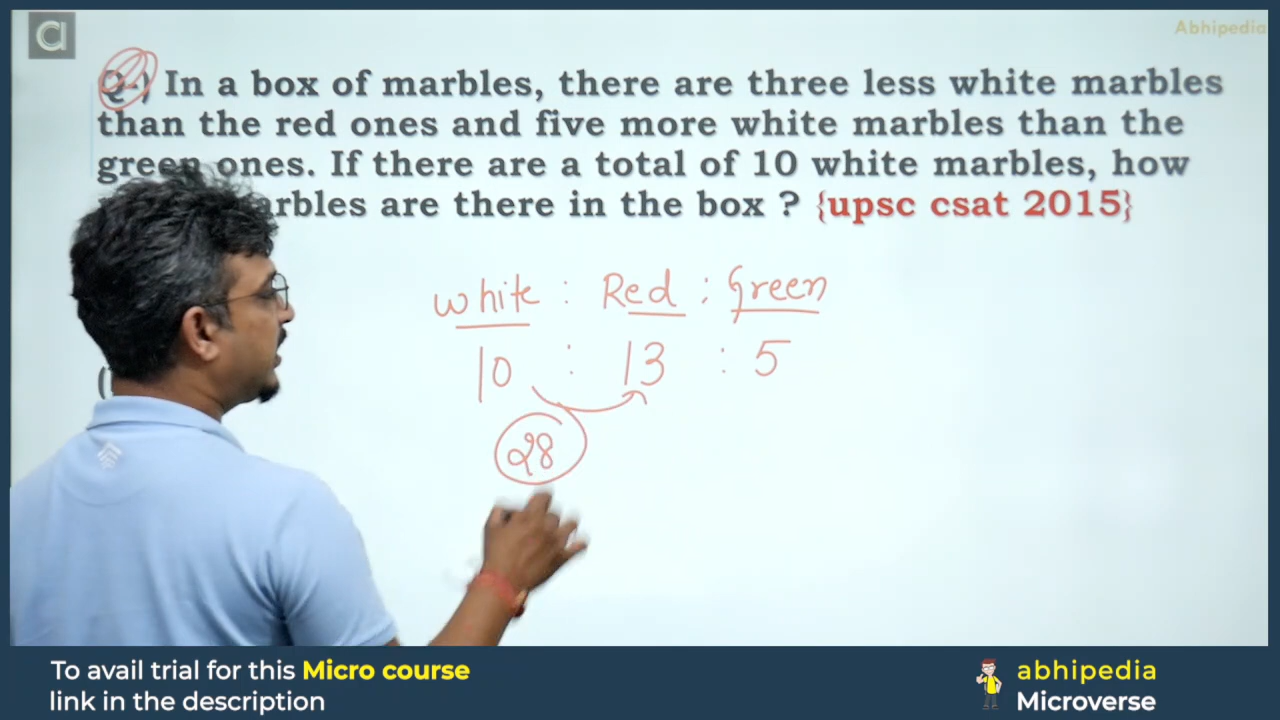 Abhipedia
Q-) In a box of marbles, there are three less white marbles
than the red ones and five more white marbles than the
green ones. If there are a total of 10 white marbles, how
arbles are there in the box ? {upsc csat 2015}
white : Red : Green
10 : 13 : 5
28
To avail trial for this Micro course
link in the description
abhipedia
Microverse